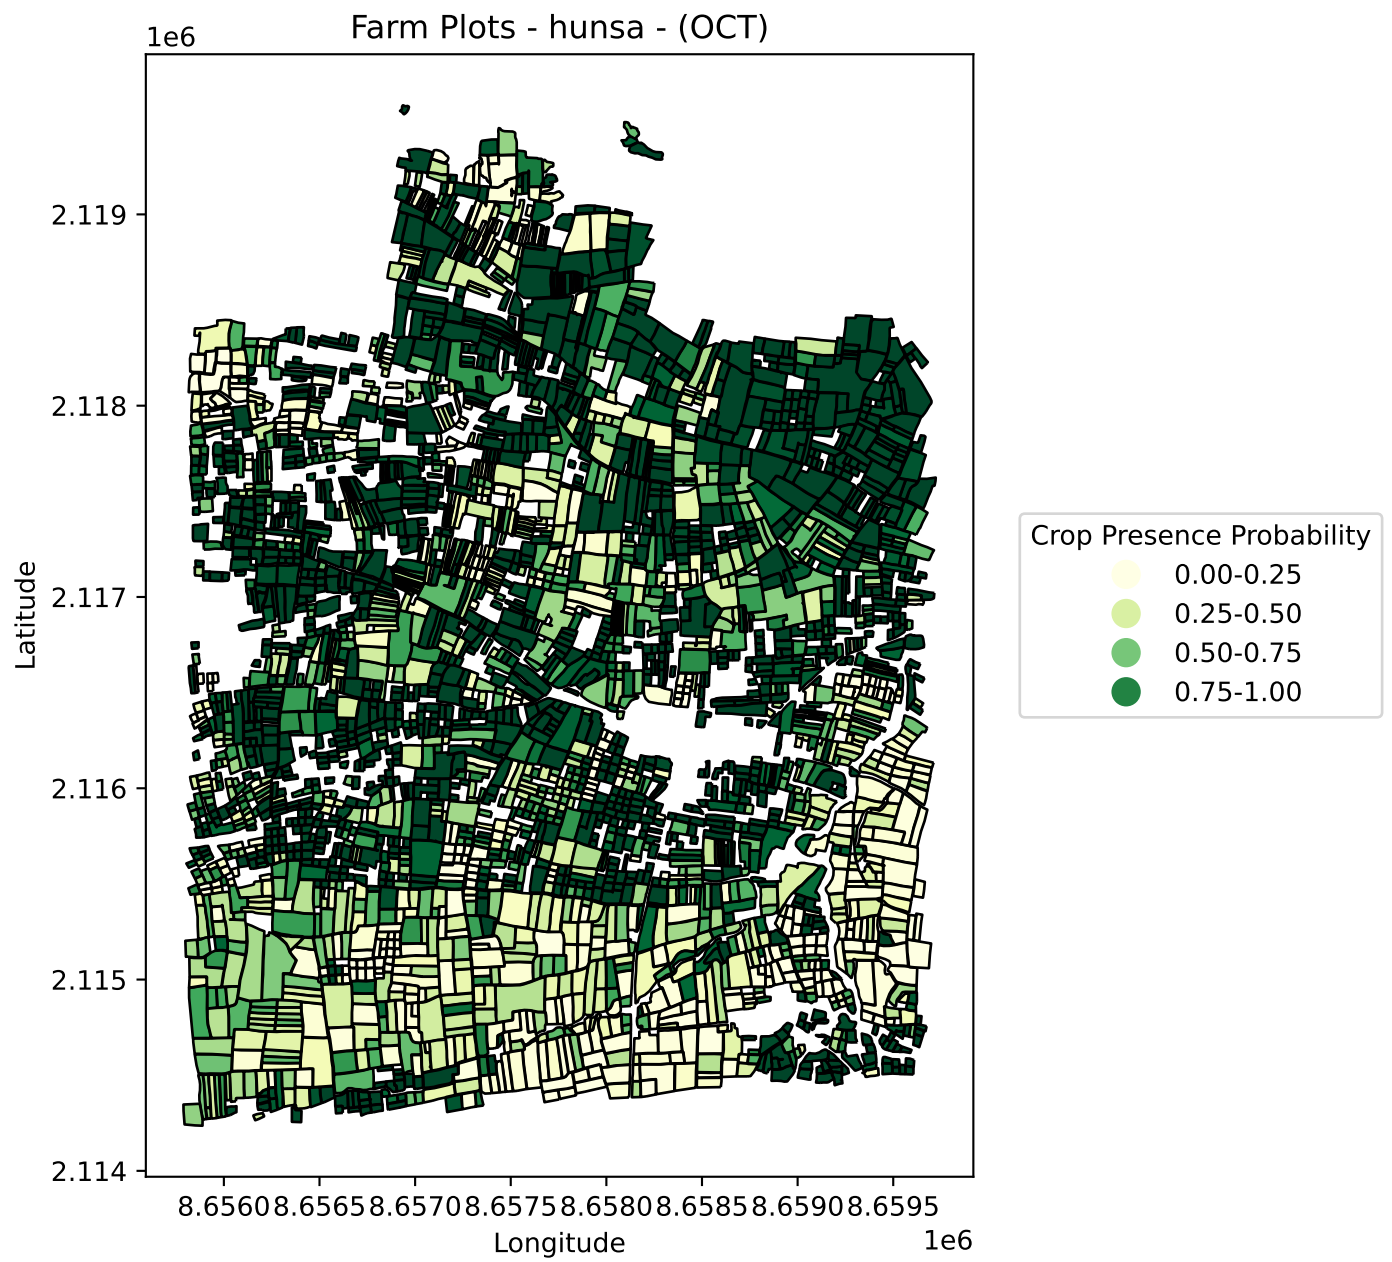 Farm Plots - hunsa - (OCT)
1e6
2.119
2.118
2.117
2.116
2.115
2.114
Latitude
8.6560 8.6565 8.6570 8.6575 8.6580 8.6585 8.6590 8.6595
Longitude
1e6
Crop Presence Probability
0.00-0.25
0.25-0.50
0.50-0.75
0.75-1.00